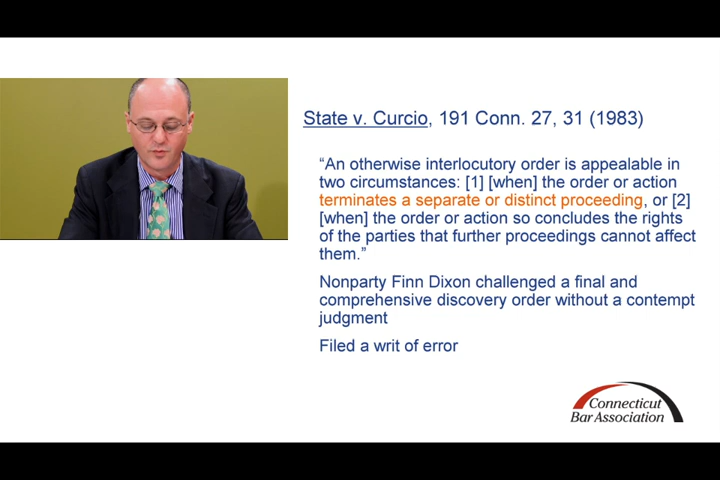 State v. Curcio, 191 Conn. 27, 31 (1983)
“An otherwise interlocutory order is appealable in
two circumstances: [1] [when] the order or action
terminates a separate or distinct proceeding, or [2]
[when] the order or action so concludes the rights
of the parties that further proceedings cannot affect
them.”
Nonparty Finn Dixon challenged a final and
comprehensive discovery order without a contempt
judgment
Filed a writ of error
Connecticut
Bar Association